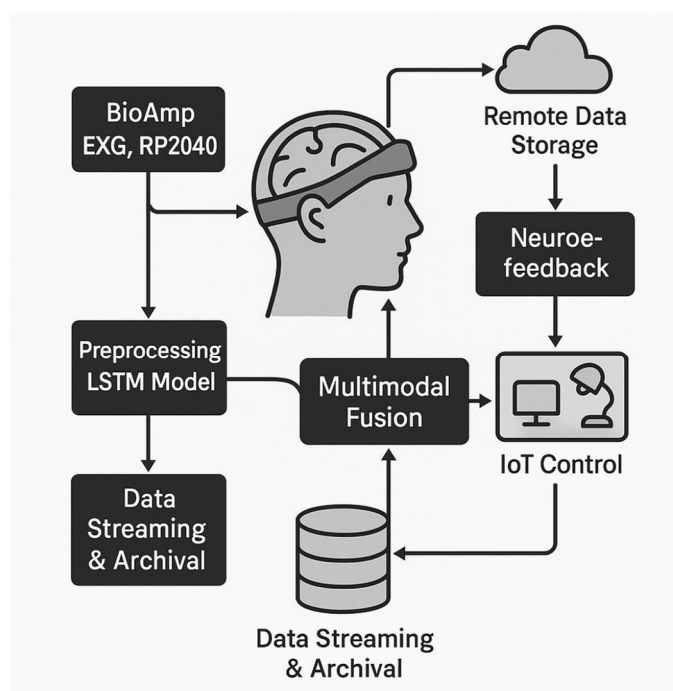 BioAmp
EXG, RP2040
Remote Data
Storage
Neuroe-
feedback
Preprocessing
LSTM Model
Multimodal
Fusion
IoT Control
Data
Streaming
& Archival
Data Streaming
& Archival